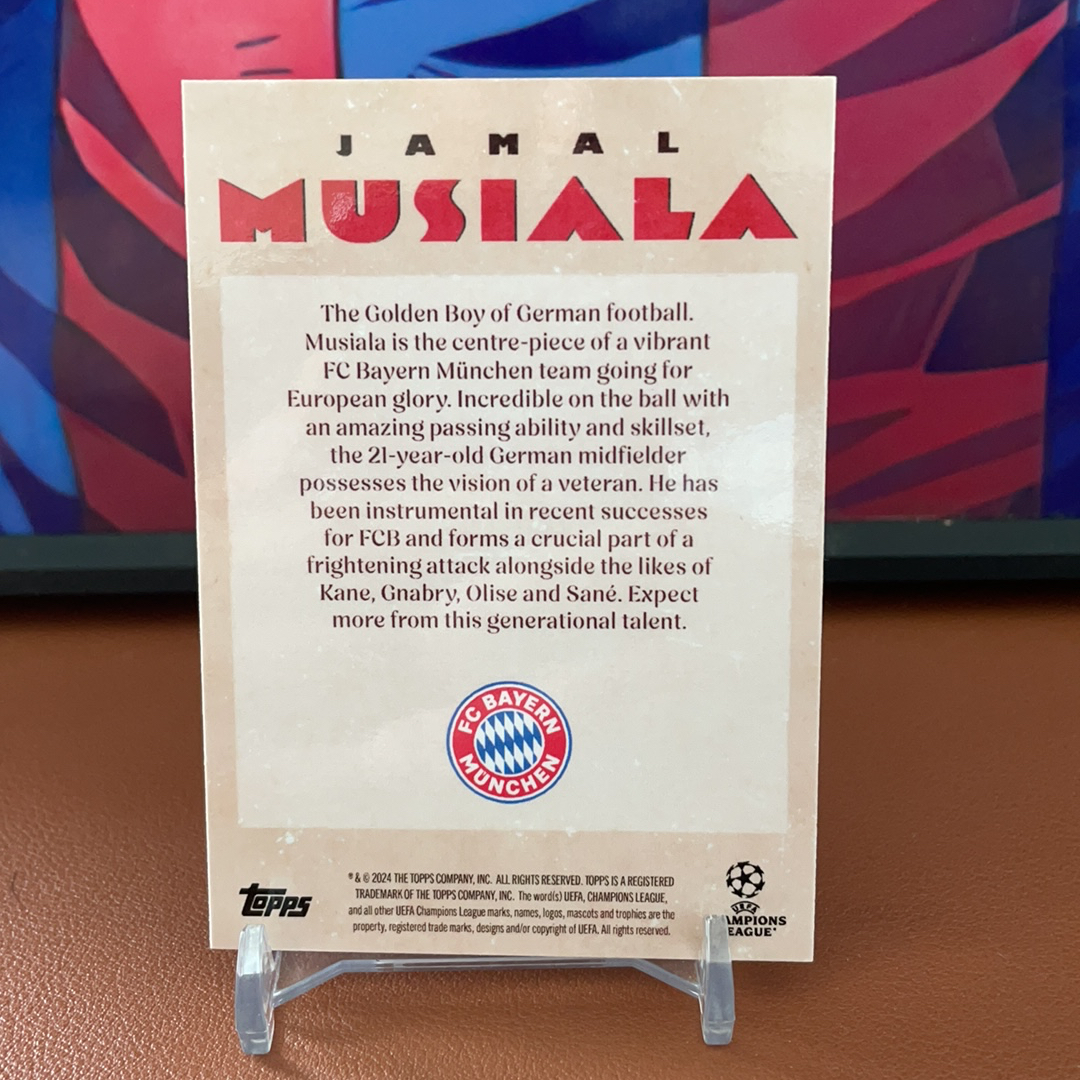 JAMAL
MUSIALA
The Golden Boy of German football.
Musiala is the centre-piece of a vibrant
FC Bayern München team going for
European glory. Incredible on the ball with
an amazing passing ability and skillset,
the 21-year-old German midfielder
possesses the vision of a veteran. He has
been instrumental in recent successes
for FCB and forms a crucial part of a
frightening attack alongside the likes of
Kane, Gnabry, Olise and Sané. Expect
more from this generational talent.
FC BAYERN
MÜNCHEN
topps
® & © 2024 THE TOPPS COMPANY, INC. ALL RIGHTS RESERVED. TOPPS IS A REGISTERED
TRADEMARK OF THE TOPPS COMPANY, INC. The word(s) UEFA, CHAMPIONS LEAGUE,
and all other UEFA Champions League marks, names, logos, mascots and trophies are the
property, registered trade marks, designs and/or copyright of UEFA. All rights reserved.
UEFA
AMPIONS
EAGUE